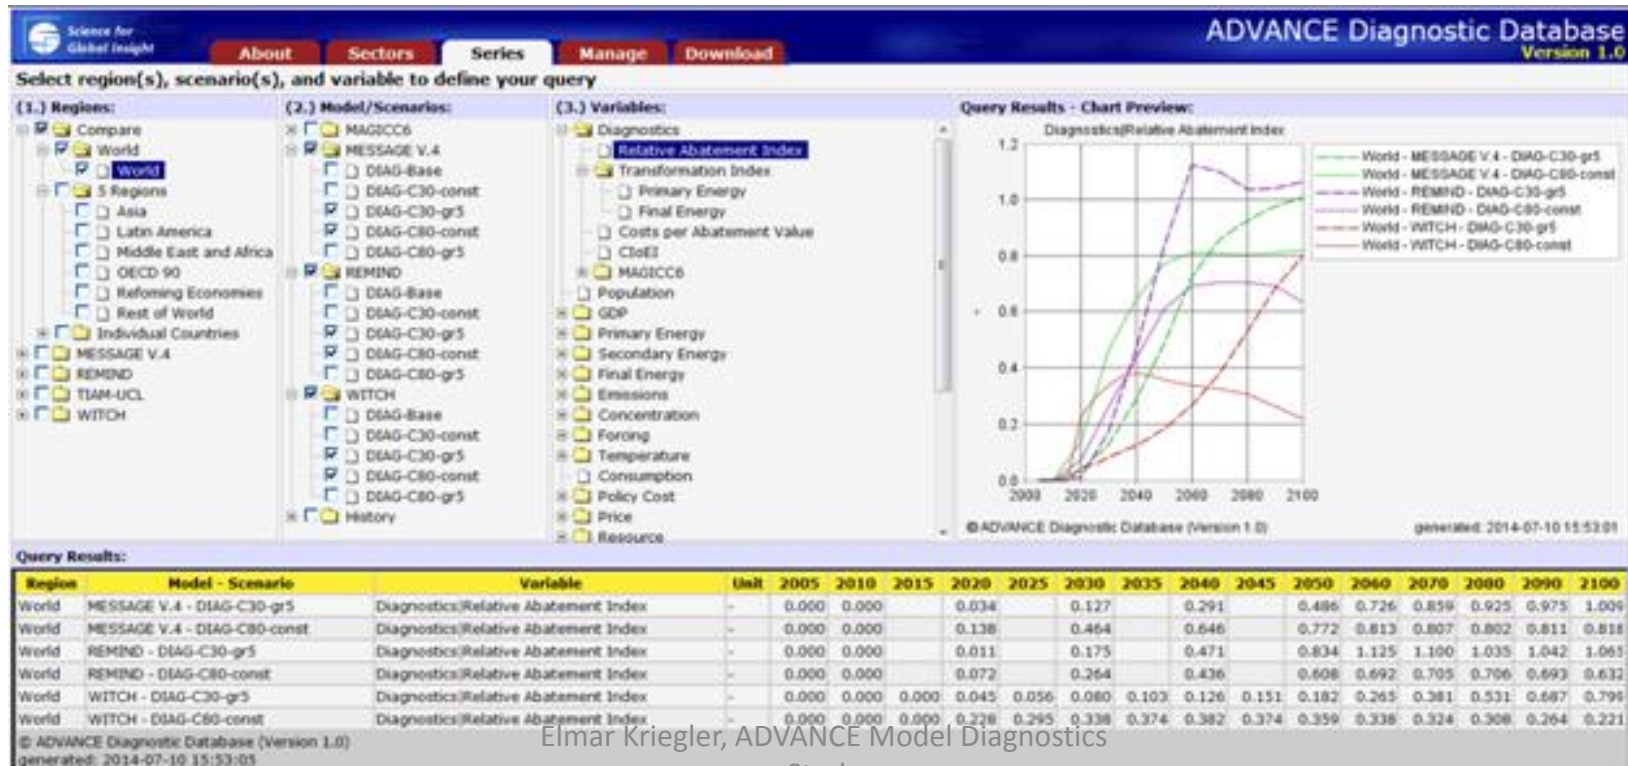 Science for
Global Insight
ADVANCE Diagnostic Database
Version 1.0
About
Sectors
Series
Manage
Download
Select region(s), scenario(s), and variable to define your query
(1.) Regions:
Compare
World
World
5 Regions
Asia
Latin America
Middle East and Africa
OECD 90
Refoming Economies
Rest of World
Individual Countries
MESSAGE V.4
REMIND
TIAM-UCL
WITCH
(2.) Model/Scenarios:
MAGICC6
MESSAGE V.4
DIAG-Base
DIAG-C30-const
DIAG-C30-gr5
DIAG-C80-const
DIAG-C80-gr5
REMIND
DIAG-Base
DIAG-C30-const
DIAG-C30-gr5
DIAG-C80-const
DIAG-C80-gr5
WITCH
DIAG-Base
DIAG-C30-const
DIAG-C30-gr5
DIAG-C80-const
DIAG-C80-gr5
History
(3.) Variables:
Diagnostics
Relative Abatement Index
Transformation Index
Primary Energy
Final Energy
Costs per Abatement Value
CIoEI
MAGICC6
Population
GDP
Primary Energy
Secondary Energy
Final Energy
Emissions
Concentration
Forcing
Temperature
Consumption
Policy Cost
Price
Resource
Query Results - Chart Preview:
Diagnostics|Relative Abatement Index
1.2
1.0
0.8
0.6
0.4
0.2
0.0
2000 2020 2040 2060 2080 2100
World - MESSAGE V.4 - DIAG-C30-gr5
World - MESSAGE V.4 - DIAG-C80-const
World - REMIND - DIAG-C30-gr5
World - REMIND - DIAG-C80-const
World - WITCH - DIAG-C30-gr5
World - WITCH - DIAG-C80-const
© ADVANCE Diagnostic Database (Version 1.0) generated: 2014-07-10 15:53:01
Query Results:
Region Model - Scenario Variable Unit 2005 2010 2015 2020 2025 2030 2035 2040 2045 2050 2060 2070 2080 2090 2100
World MESSAGE V.4 - DIAG-C30-gr5 Diagnostics|Relative Abatement Index - 0.000 0.000 0.034 0.127 0.291 0.486 0.726 0.859 0.925 0.975 1.009
World MESSAGE V.4 - DIAG-C80-const Diagnostics|Relative Abatement Index - 0.000 0.000 0.138 0.464 0.646 0.772 0.813 0.807 0.802 0.811 0.818
World REMIND - DIAG-C30-gr5 Diagnostics|Relative Abatement Index - 0.000 0.000 0.011 0.175 0.471 0.834 1.125 1.100 1.035 1.042 1.065
World REMIND - DIAG-C80-const Diagnostics|Relative Abatement Index - 0.000 0.000 0.072 0.264 0.436 0.608 0.692 0.705 0.706 0.693 0.632
World WITCH - DIAG-C30-gr5 Diagnostics|Relative Abatement Index - 0.000 0.000 0.000 0.045 0.056 0.080 0.103 0.126 0.151 0.182 0.265 0.381 0.531 0.687 0.799
World WITCH - DIAG-C80-const Diagnostics|Relative Abatement Index - 0.000 0.000 0.000 0.228 0.295 0.338 0.374 0.382 0.374 0.359 0.338 0.324 0.308 0.264 0.221
© ADVANCE Diagnostic Database (Version 1.0)
generated: 2014-07-10 15:53:05
Elmar Kriegler, ADVANCE Model Diagnostics